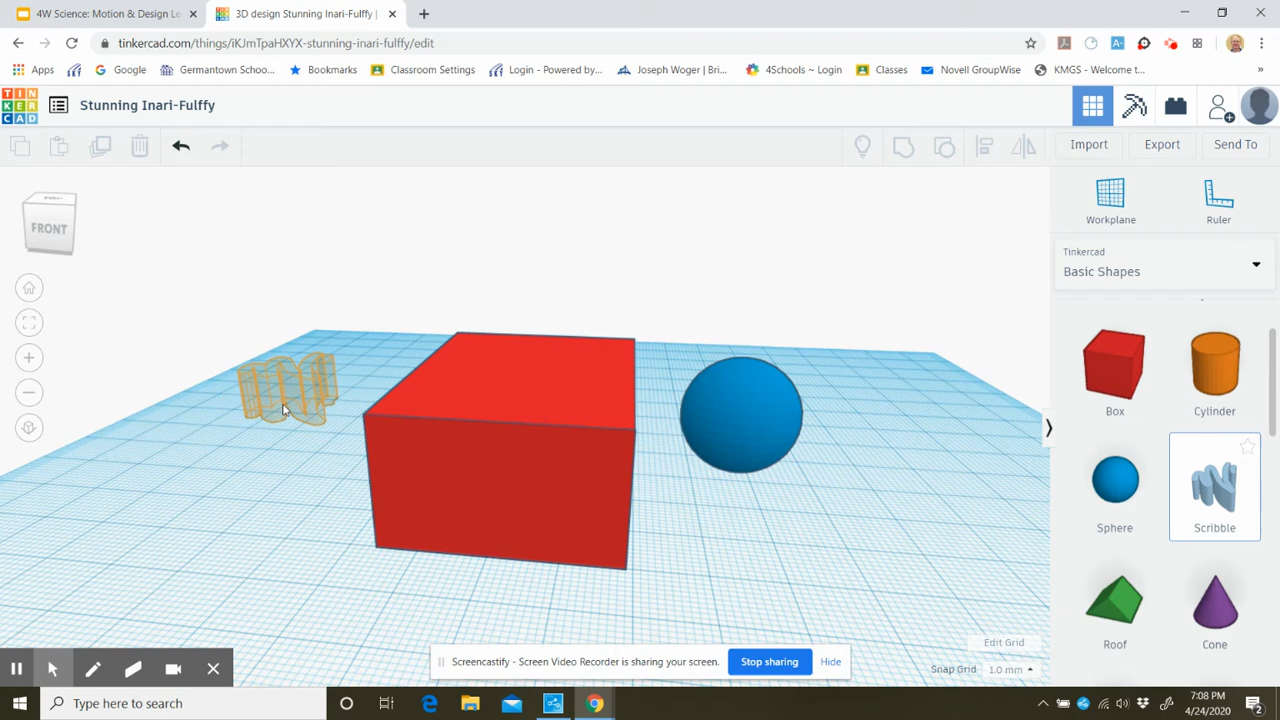 4W Science: Motion & Design Le
3D design Stunning Inari-Fulffy |
tinkercad.com/things/iKJmTpaHXYX-stunning-inari-fulffy/edit
Apps
Google
Germantown Schoo...
Bookmarks
Classroom Settings
Login - Powered by...
Joseph Woger | Bri...
4Schools ~ Login
Classes
Novell GroupWise
KMGS - Welcome t...
»
TIN
KER
CAD
Stunning Inari-Fulffy
Import
Export
Send To
TOP
FRONT
Workplane
Ruler
Tinkercad
Basic Shapes
Box
Cylinder
Sphere
Scribble
Roof
Cone
Edit Grid
Snap Grid 1.0 mm
Screencastify - Screen Video Recorder is sharing your screen.
Stop sharing
Hide
Type here to search
7:08 PM
4/24/2020
2